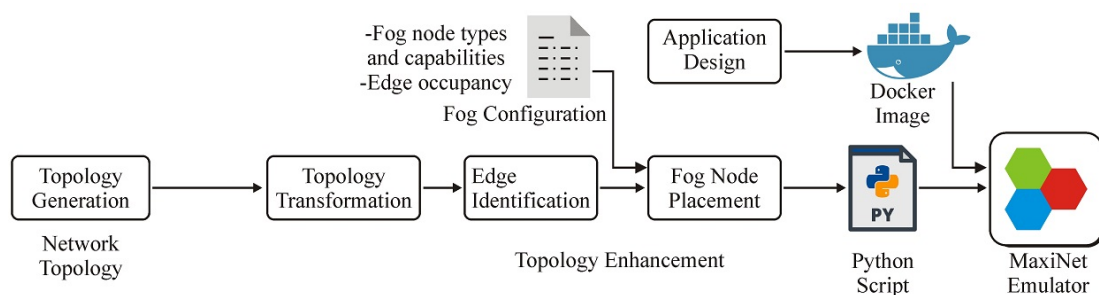 -Fog node types
and capabilities
-Edge occupancy
Fog Configuration
Application
Design
Docker
Image
Topology
Generation
Network
Topology
Topology
Transformation
Edge
Identification
Fog Node
Placement
Topology Enhancement
PY
Python
Script
MaxiNet
Emulator